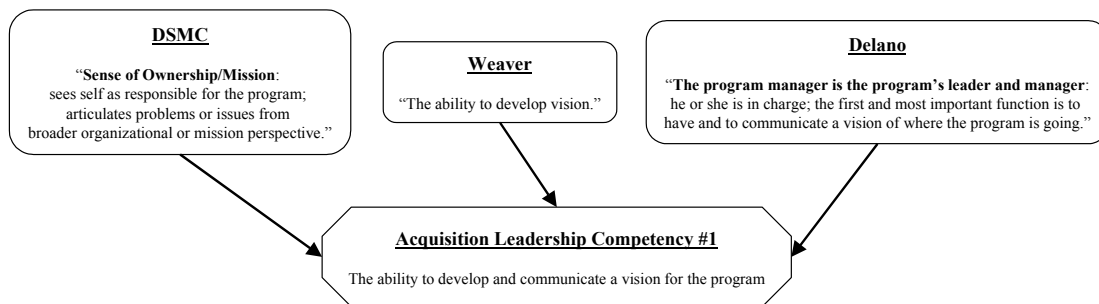 DSMC
“Sense of Ownership/Mission:
sees self as responsible for the program;
articulates problems or issues from
broader organizational or mission perspective.”
Weaver
“The ability to develop vision.”
Delano
“The program manager is the program’s leader and manager:
he or she is in charge; the first and most important function is to
have and to communicate a vision of where the program is going.”
Acquisition Leadership Competency #1
The ability to develop and communicate a vision for the program